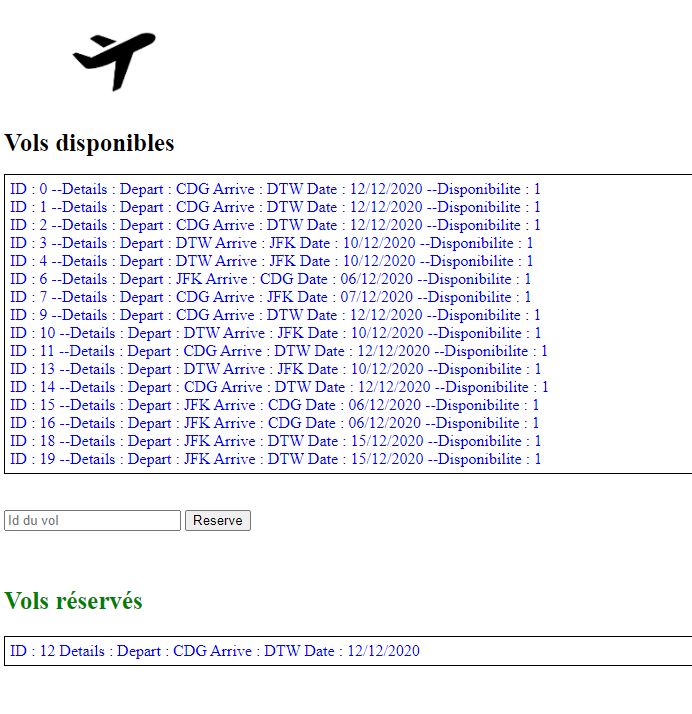 Vols disponibles
ID : 0 --Details : Depart : CDG Arrive : DTW Date : 12/12/2020 --Disponibilite : 1
ID : 1 --Details : Depart : CDG Arrive : DTW Date : 12/12/2020 --Disponibilite : 1
ID : 2 --Details : Depart : CDG Arrive : DTW Date : 12/12/2020 --Disponibilite : 1
ID : 3 --Details : Depart : DTW Arrive : JFK Date : 10/12/2020 --Disponibilite : 1
ID : 4 --Details : Depart : DTW Arrive : JFK Date : 10/12/2020 --Disponibilite : 1
ID : 6 --Details : Depart : JFK Arrive : CDG Date : 06/12/2020 --Disponibilite : 1
ID : 7 --Details : Depart : CDG Arrive : JFK Date : 07/12/2020 --Disponibilite : 1
ID : 9 --Details : Depart : CDG Arrive : DTW Date : 12/12/2020 --Disponibilite : 1
ID : 10 --Details : Depart : DTW Arrive : JFK Date : 10/12/2020 --Disponibilite : 1
ID : 11 --Details : Depart : CDG Arrive : DTW Date : 12/12/2020 --Disponibilite : 1
ID : 13 --Details : Depart : DTW Arrive : JFK Date : 10/12/2020 --Disponibilite : 1
ID : 14 --Details : Depart : CDG Arrive : DTW Date : 12/12/2020 --Disponibilite : 1
ID : 15 --Details : Depart : JFK Arrive : CDG Date : 06/12/2020 --Disponibilite : 1
ID : 16 --Details : Depart : JFK Arrive : CDG Date : 06/12/2020 --Disponibilite : 1
ID : 18 --Details : Depart : JFK Arrive : DTW Date : 15/12/2020 --Disponibilite : 1
ID : 19 --Details : Depart : JFK Arrive : DTW Date : 15/12/2020 --Disponibilite : 1
Id du vol Reserve
Vols réservés
ID : 12 Details : Depart : CDG Arrive : DTW Date : 12/12/2020